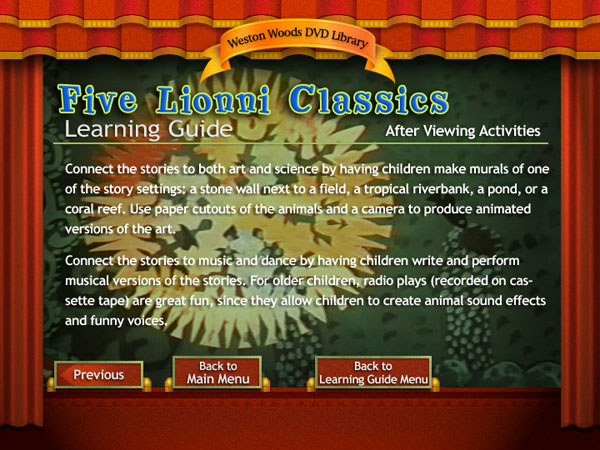 Weston Woods DVD Library
Five Lionni Classics
Learning Guide
After Viewing Activities
Connect the stories to both art and science by having children make murals of one
of the story settings: a stone wall next to a field, a tropical riverbank, a pond, or a
coral reef. Use paper cutouts of the animals and a camera to produce animated
versions of the art.
Connect the stories to music and dance by having children write and perform
musical versions of the stories. For older children, radio plays (recorded on cas-
sette tape) are great fun, since they allow children to create animal sound effects
and funny voices.
Previous
Back to
Main Menu
Back to
Learning Guide Menu